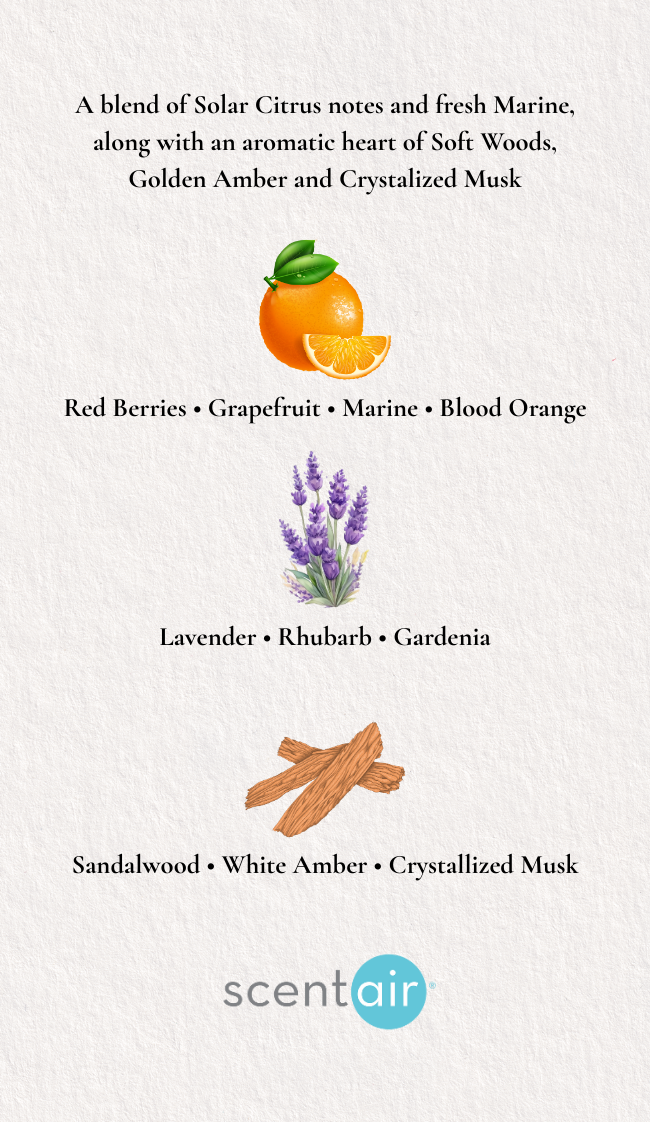 A blend of Solar Citrus notes and fresh Marine,
along with an aromatic heart of Soft Woods,
Golden Amber and Crystalized Musk
Red Berries • Grapefruit • Marine • Blood Orange
Lavender • Rhubarb • Gardenia
Sandalwood • White Amber • Crystallized Musk
scentair®